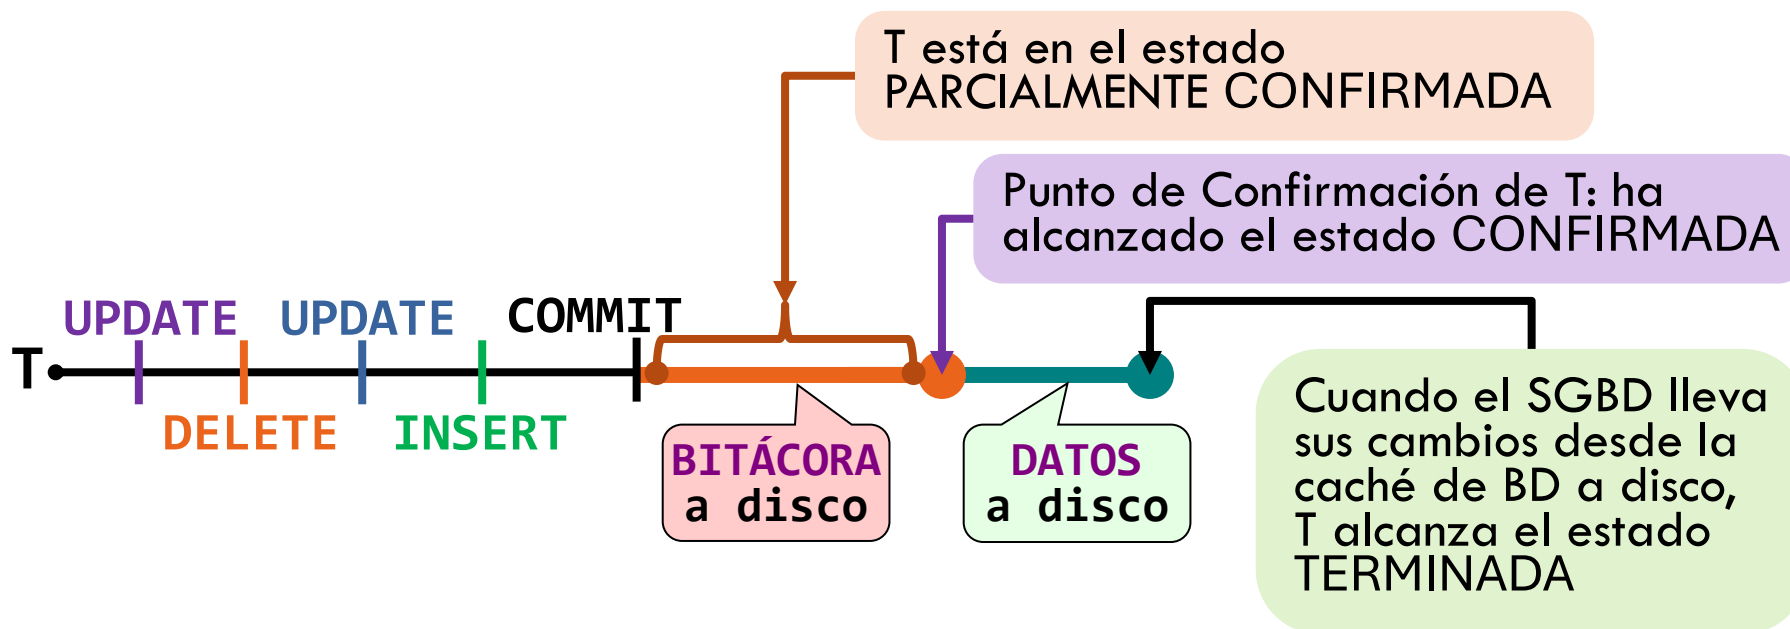 T está en el estado
PARCIALMENTE CONFIRMADA
Punto de Confirmación de T: ha
alcanzado el estado CONFIRMADA
UPDATE
UPDATE
COMMIT
T
DELETE
INSERT
BITÁCORA
a disco
DATOS
a disco
Cuando el SGBD lleva
sus cambios desde la
caché de BD a disco,
T alcanza el estado
TERMINADA